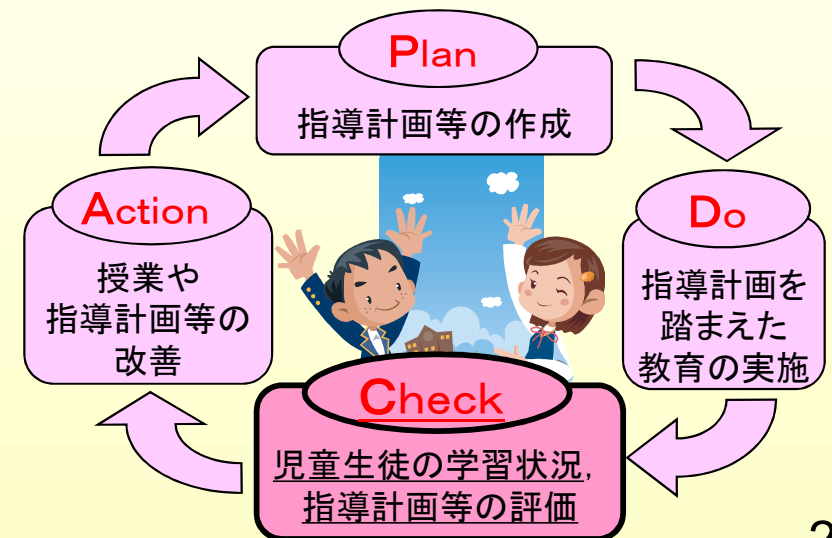 Plan
指導計画等の作成
Action
授業や
指導計画等の
改善
Do
指導計画を
踏まえた
教育の実施
Check
児童生徒の学習状況,
指導計画等の評価
2